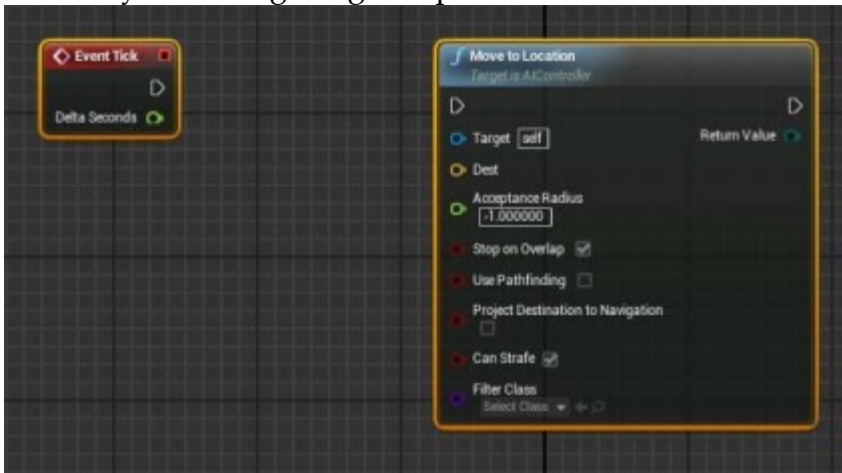 Event Tick
Delta Seconds
Move to Location
Target is AIController
Target self
Return Value
Dest
Acceptance Radius
-1.000000
Stop on Overlap
Use Pathfinding
Project Destination to Navigation
Can Strafe
Filter Class
Select Class